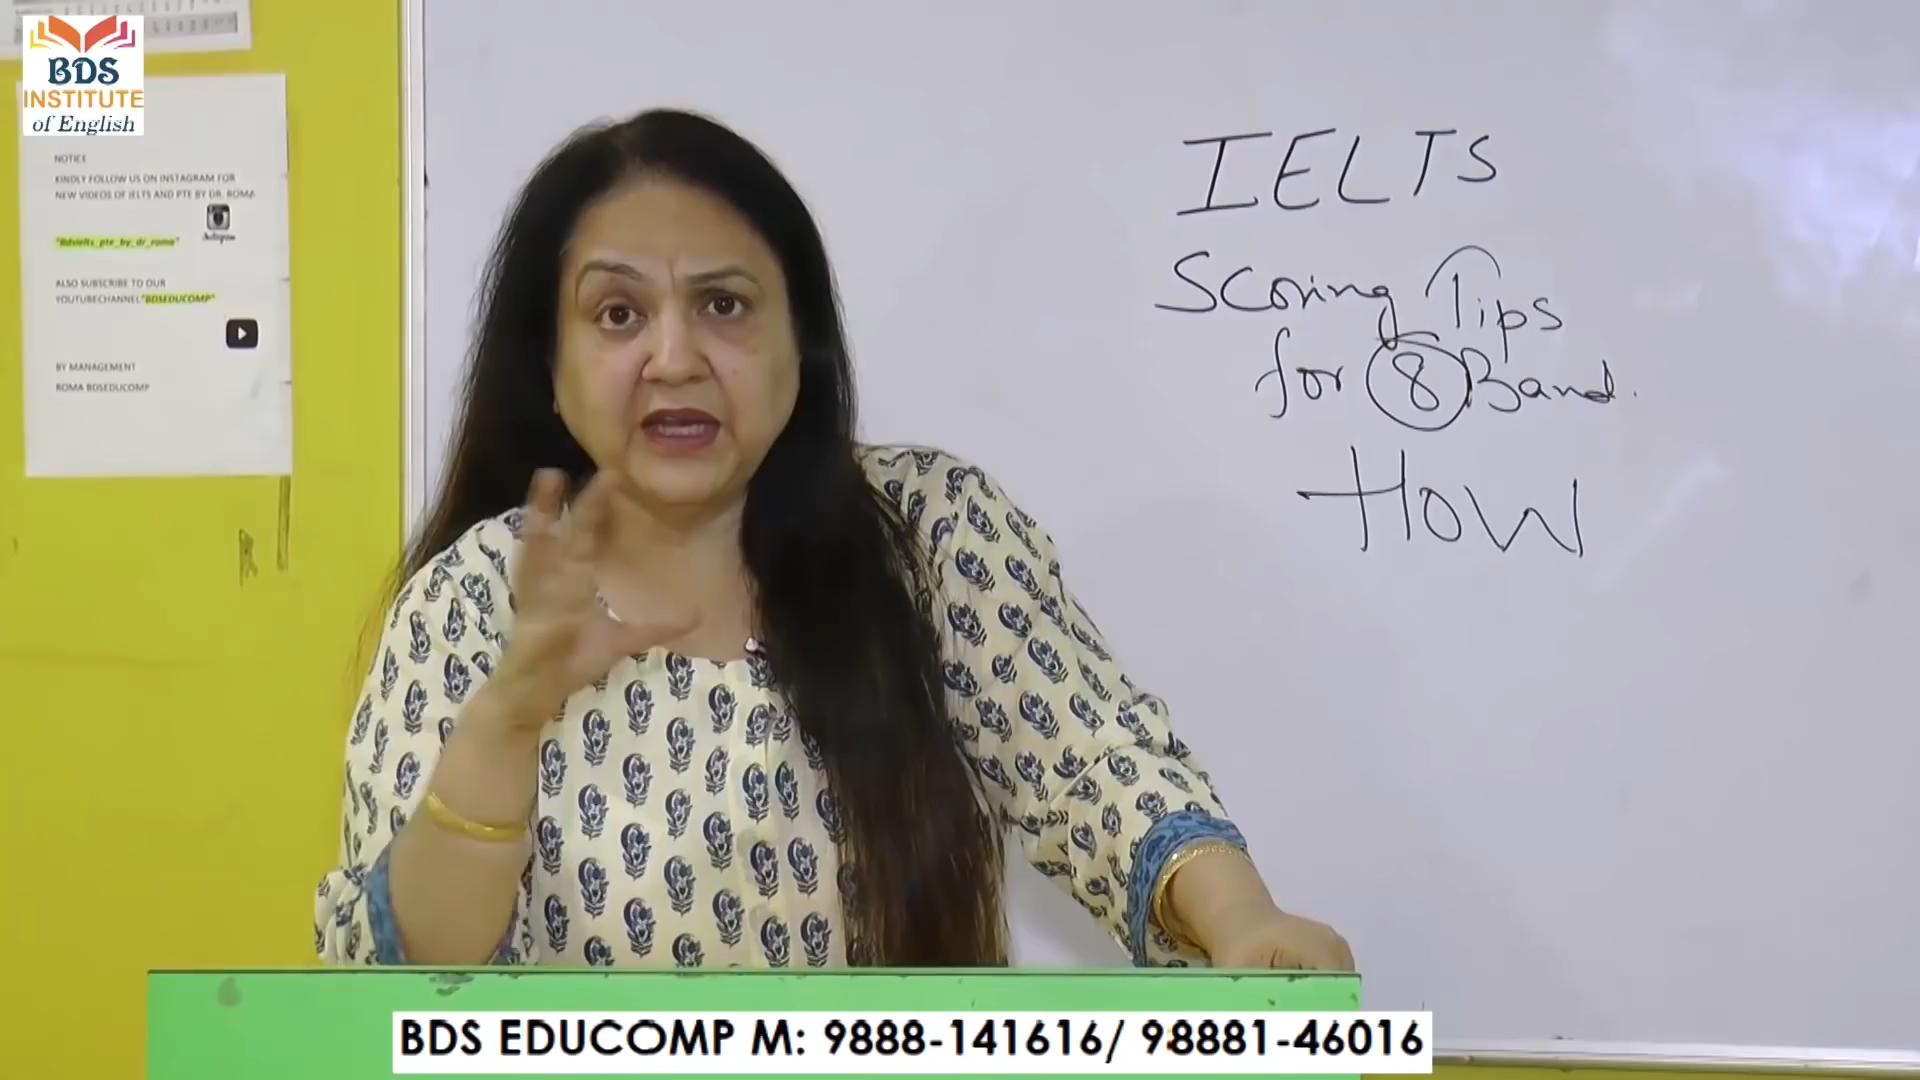 BDS
INSTITUTE
of English
NOTICE
KINDLY FOLLOW US ON INSTAGRAM FOR
NEW VIDEOS OF IELTS AND PTE BY DR. ROMA
Instagram
"Bdsielts_pte_by_dr_roma"
ALSO SUBSCRIBE TO OUR
YOUTUBECHANNEL"BDSEDUCOMP"
BY MANAGEMENT
ROMA BDSEDUCOMP
IELTS
Scoring Tips
for 8 Band.
HOW
BDS EDUCOMP M: 9888-141616/ 98881-46016